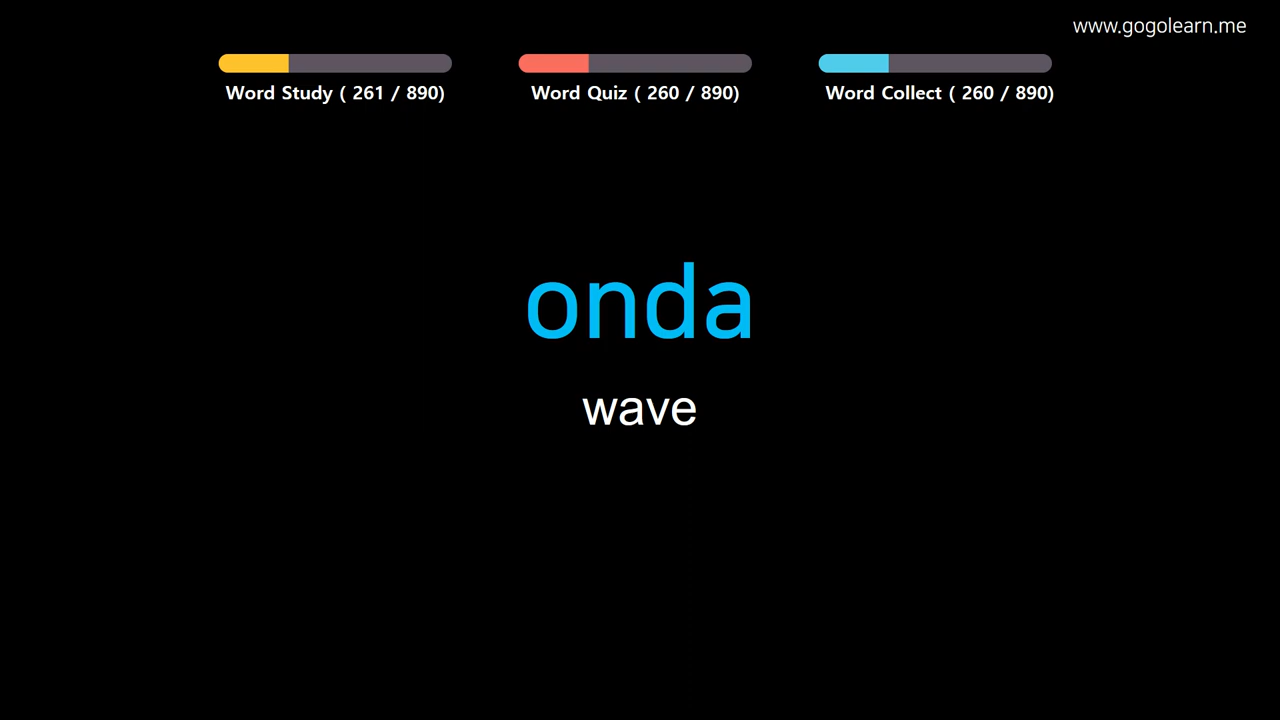 www.gogolearn.me
Word Study ( 261 / 890)
Word Quiz ( 260 / 890)
Word Collect ( 260 / 890)
onda
wave